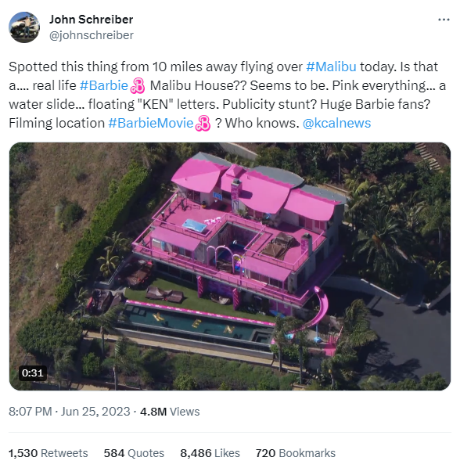 John Schreiber
@johnschreiber
Spotted this thing from 10 miles away flying over #Malibu today. Is that
a.... real life #Barbie Malibu House?? Seems to be. Pink everything... a
water slide... floating "KEN" letters. Publicity stunt? Huge Barbie fans?
Filming location #BarbieMovie ? Who knows. @kcalnews
K E N
0:31
8:07 PM · Jun 25, 2023 · 4.8M Views
1,530 Retweets 584 Quotes 8,486 Likes 720 Bookmarks